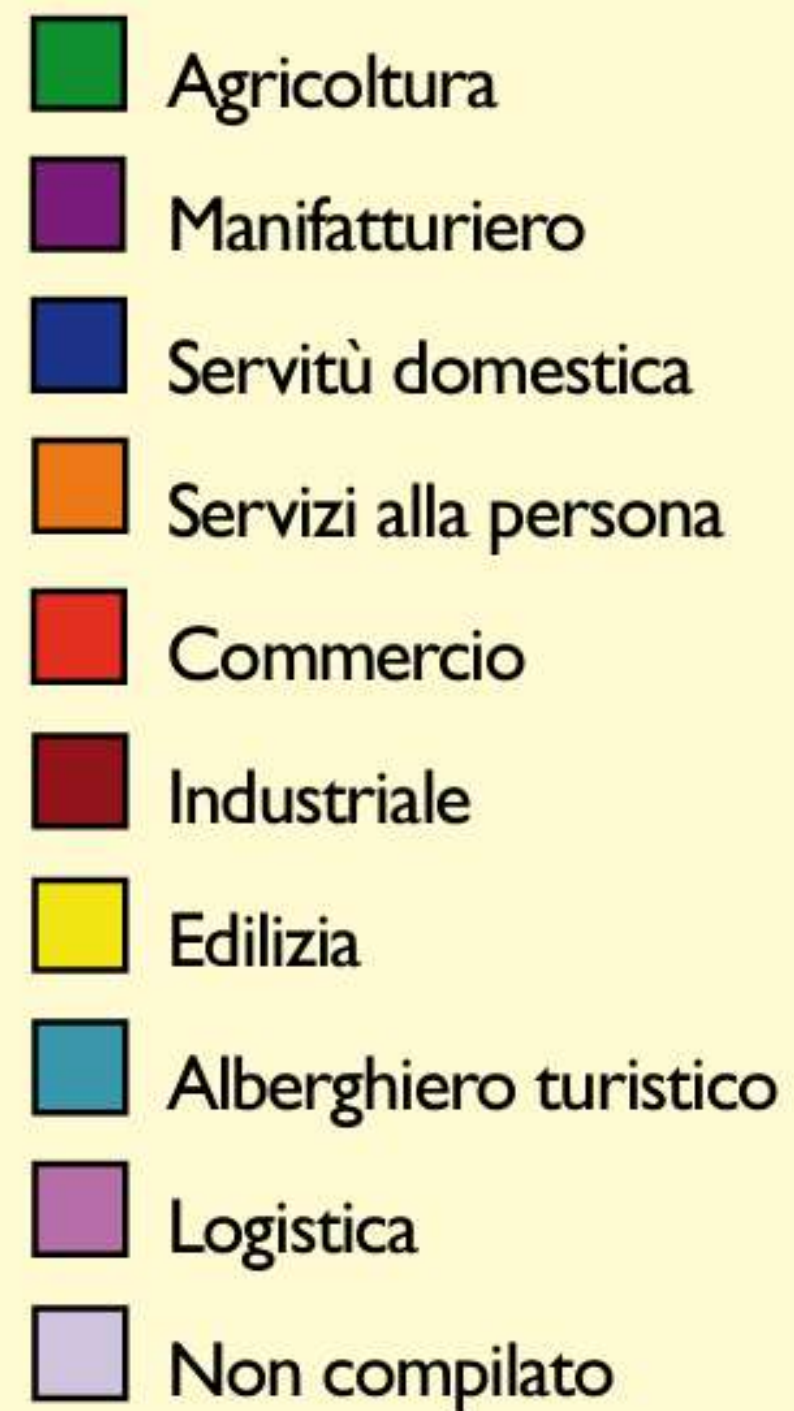 Agricoltura
Manifatturiero
Servitù domestica
Servizi alla persona
Commercio
Industriale
Edilizia
Alberghiero turistico
Logistica
Non compilato